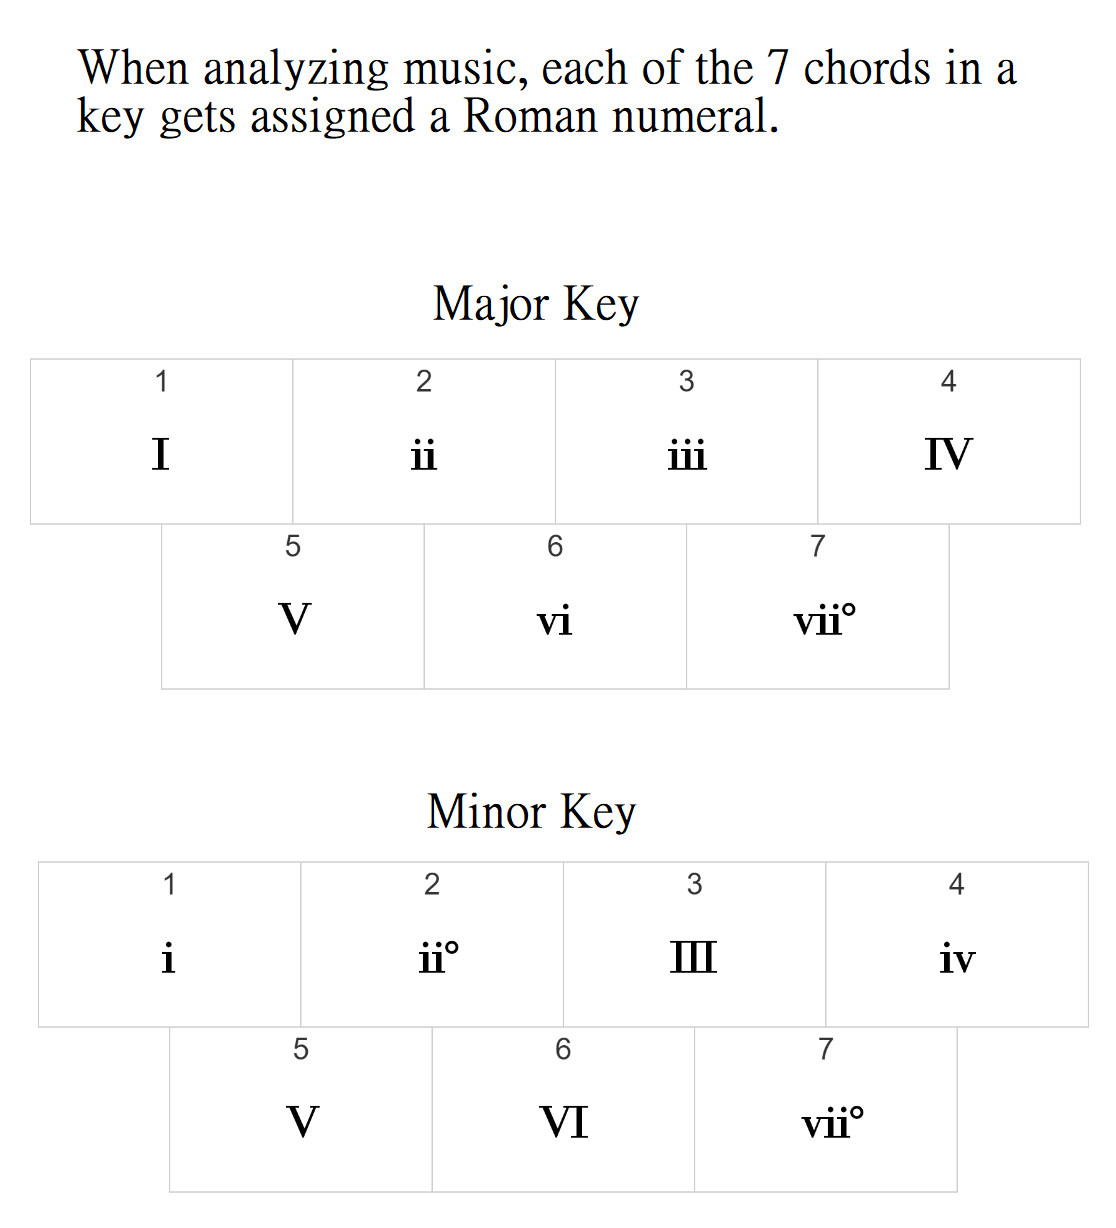 When analyzing music, each of the 7 chords in a
key gets assigned a Roman numeral.
Major Key
1 2 3 4
I ii iii IV
5 6 7
V vi vii°
Minor Key
1 2 3 4
i ii° III iv
5 6 7
V VI vii°